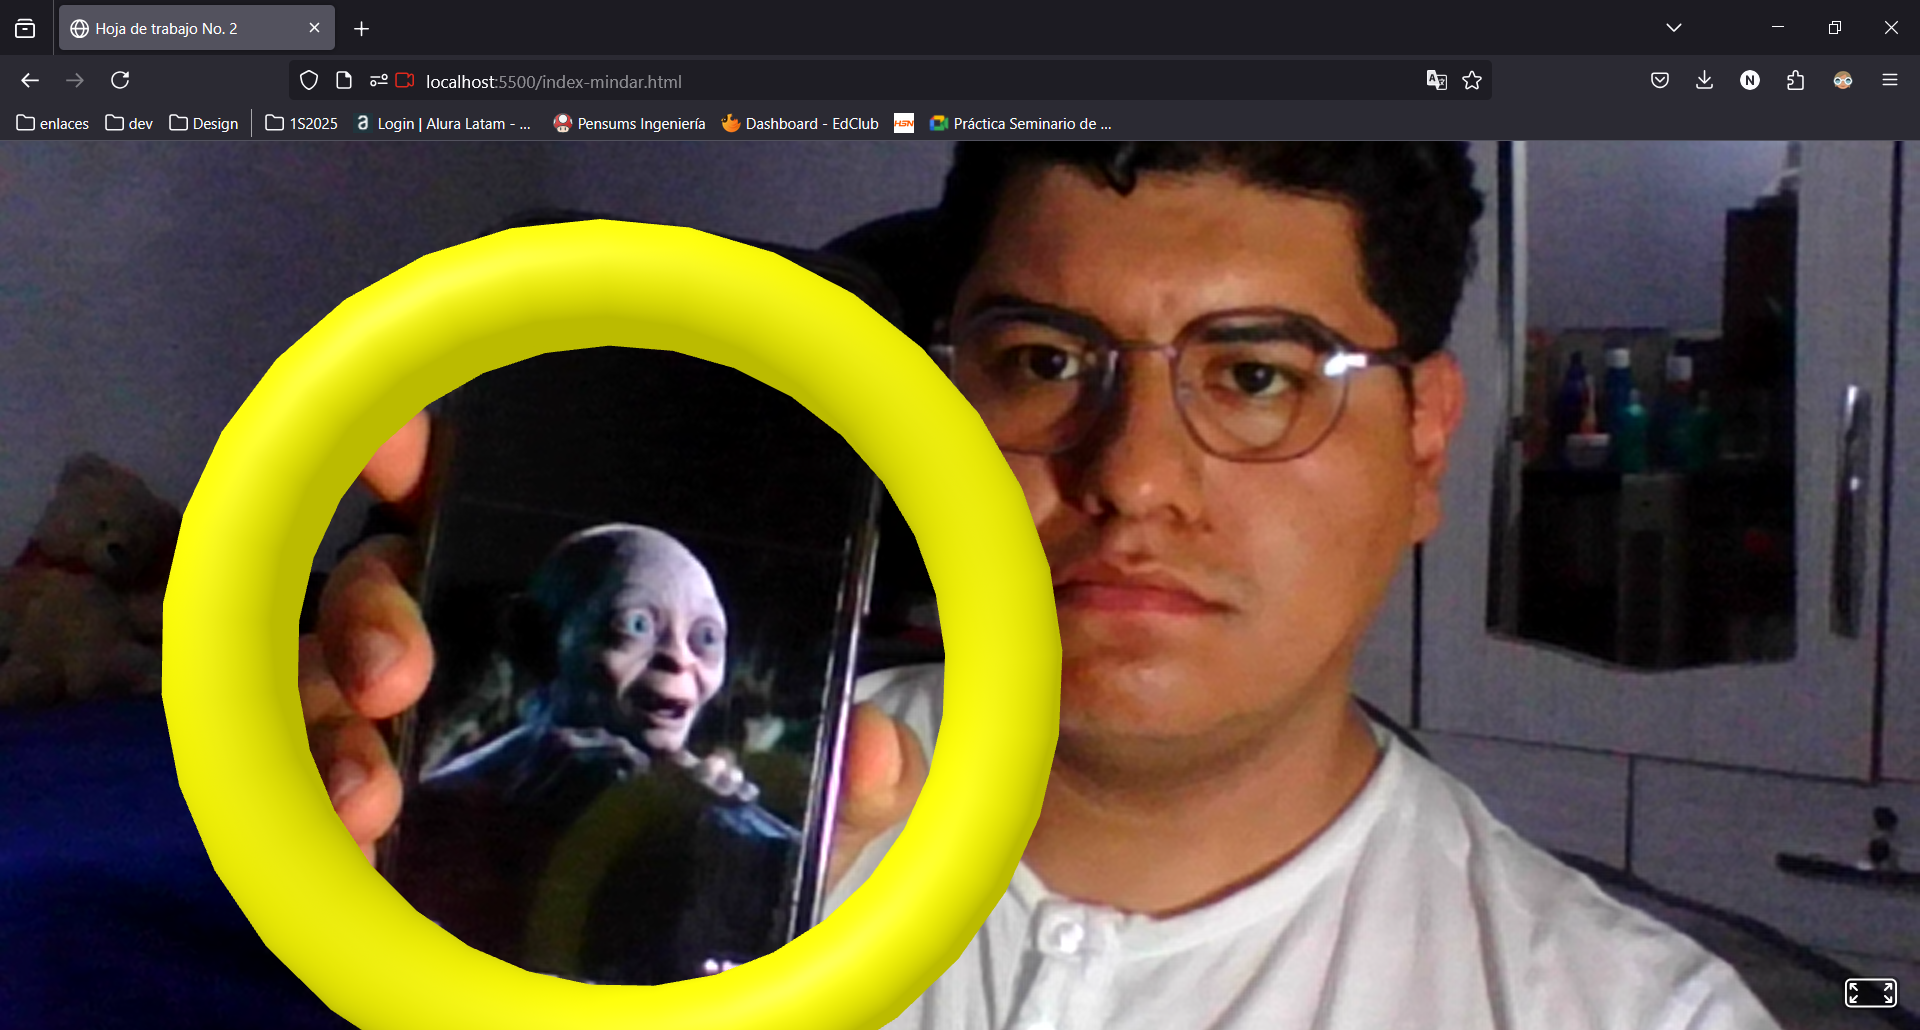 Hoja de trabajo No. 2
localhost:5500/index-mindar.html
N
enlaces dev Design 1S2025 a Login | Alura Latam - ... Pensums Ingeniería Dashboard - EdClub HSN Práctica Seminario de ...